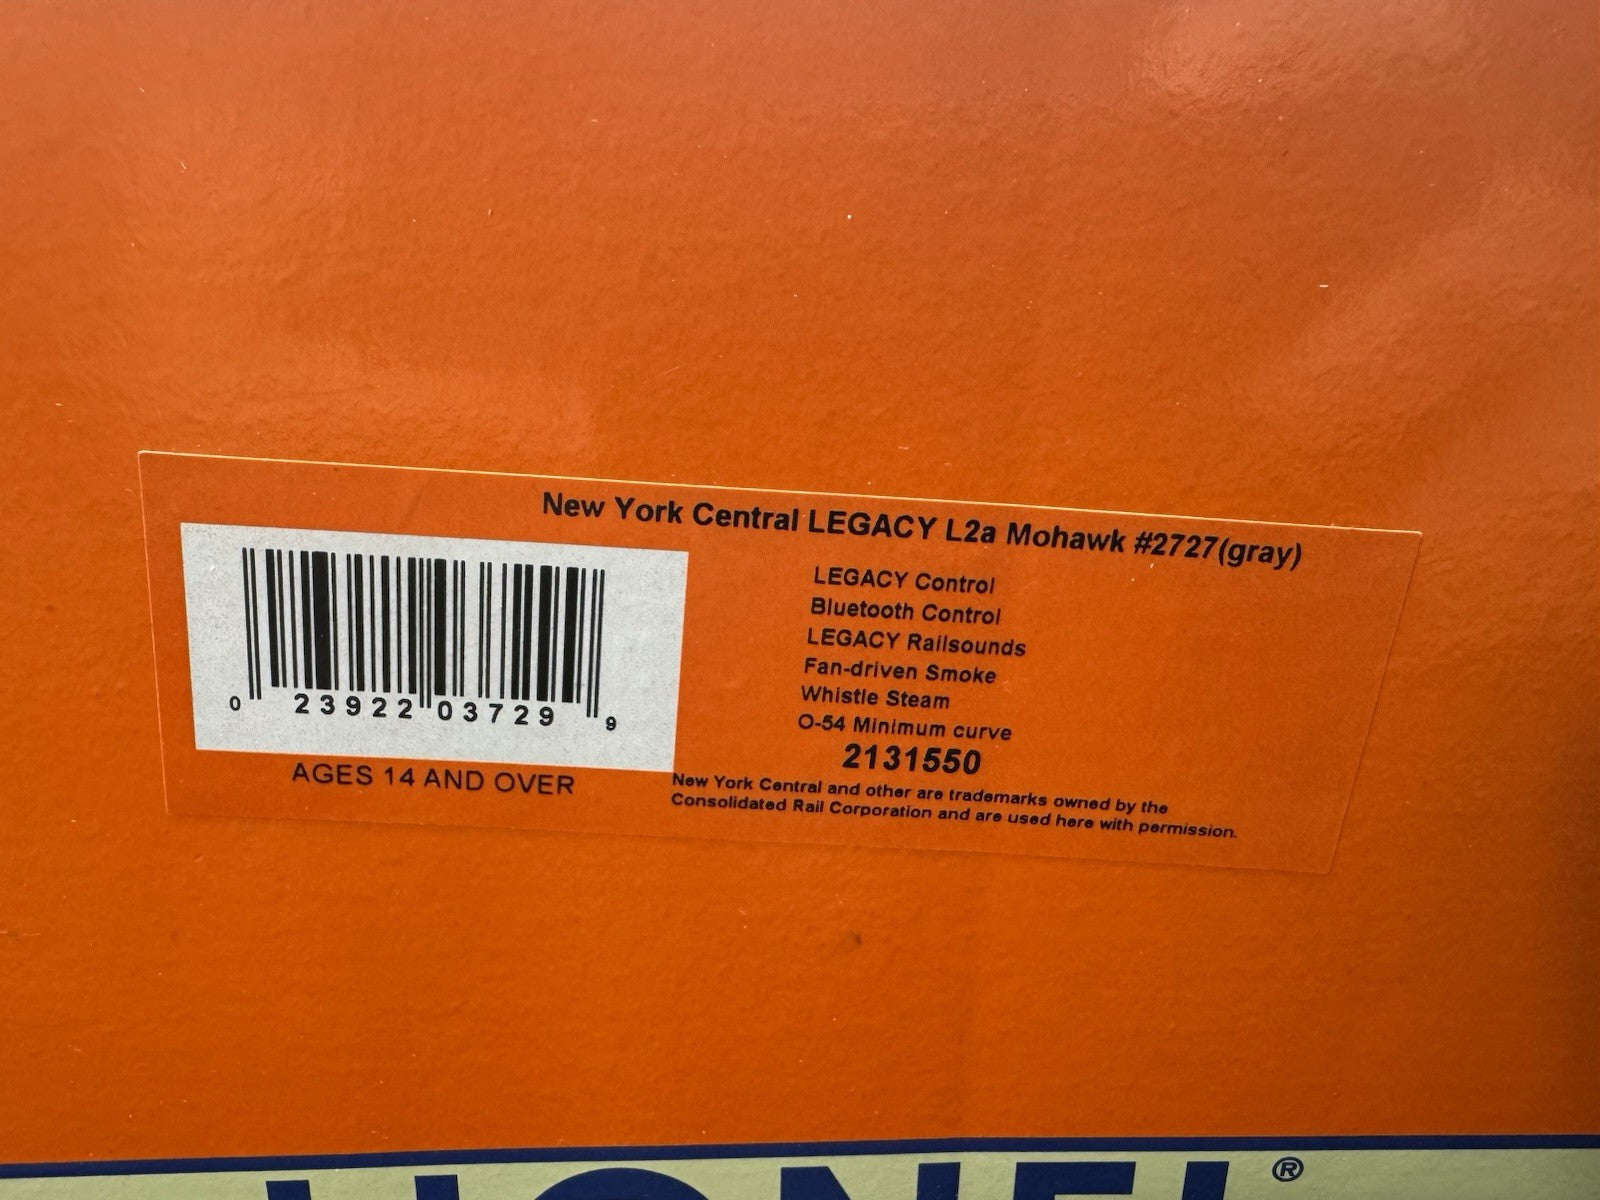 New York Central LEGACY L2a Mohawk #2727(gray)
LEGACY Control
Bluetooth Control
LEGACY Railsounds
Fan-driven Smoke
Whistle Steam
O-54 Minimum curve
2131550
0 23922 03729 9
AGES 14 AND OVER
New York Central and other are trademarks owned by the
Consolidated Rail Corporation and are used here with permission.
LIONEL®